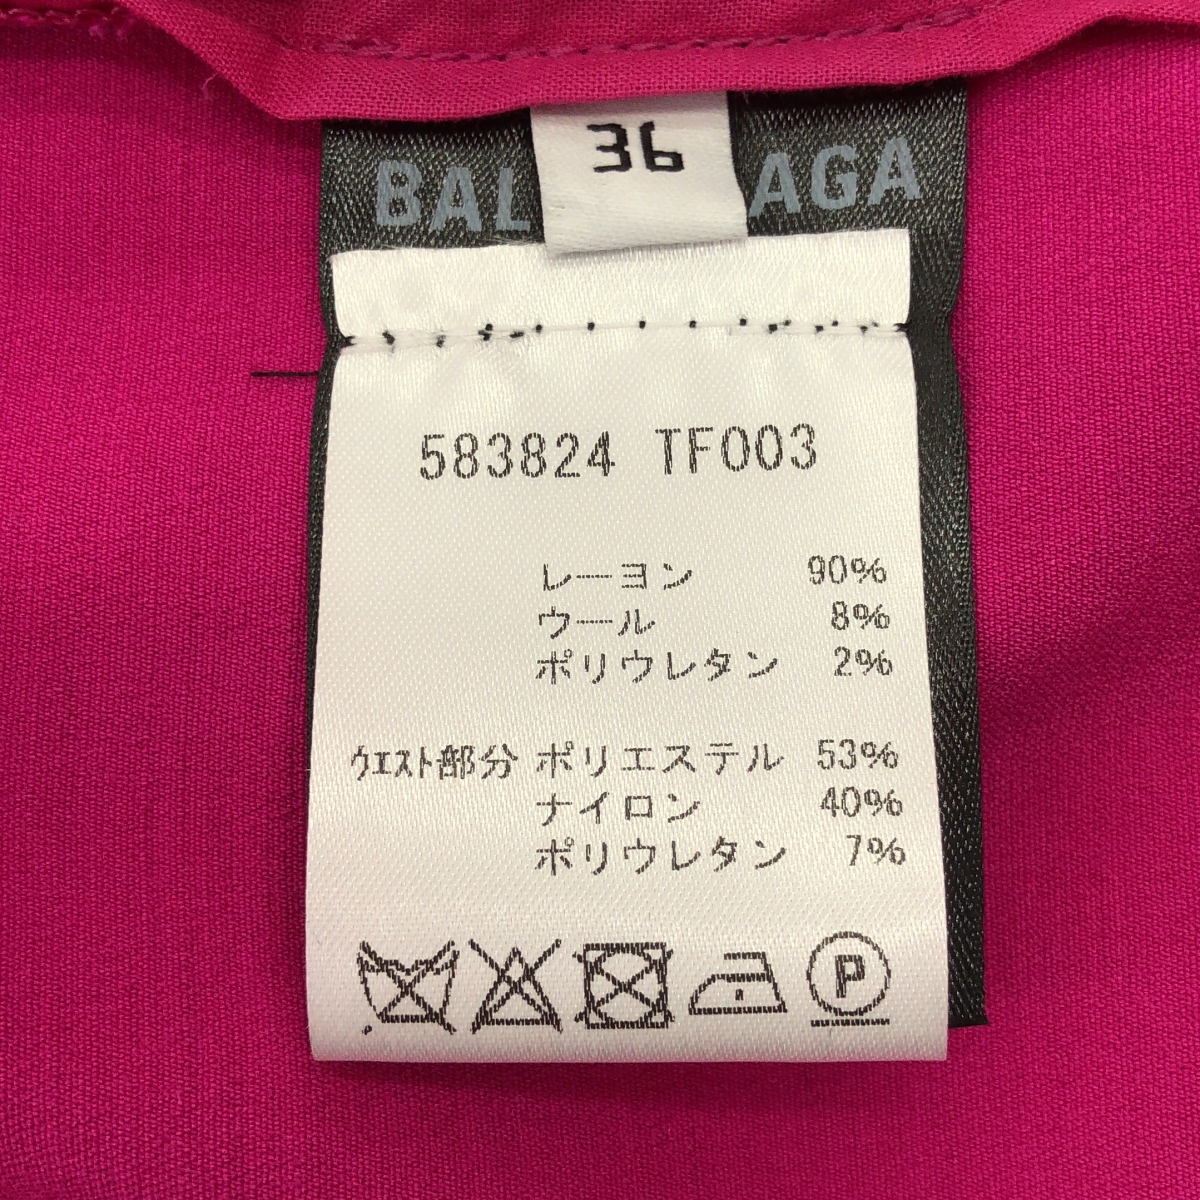 36
BAL AGA
583824 TF003
レーヨン 90%
ウール 8%
ポリウレタン 2%
ウエスト部分 ポリエステル 53%
ナイロン 40%
ポリウレタン 7%
P